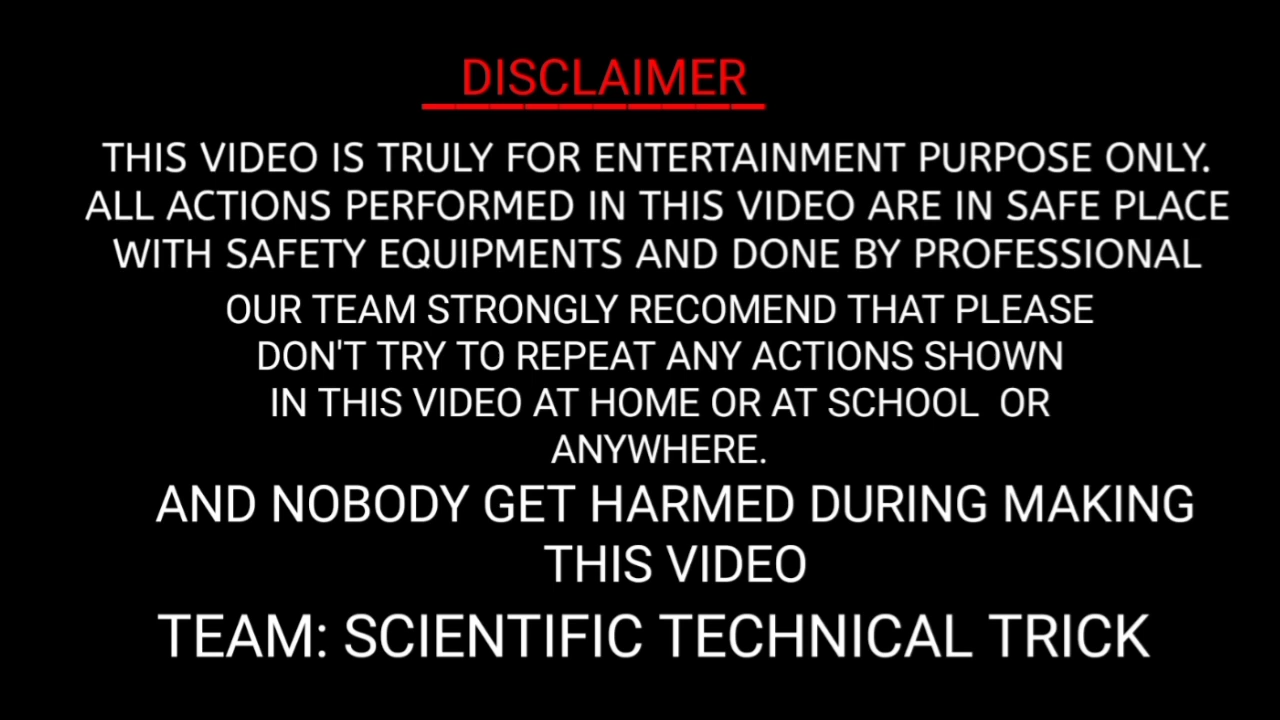 DISCLAIMER
THIS VIDEO IS TRULY FOR ENTERTAINMENT PURPOSE ONLY.
ALL ACTIONS PERFORMED IN THIS VIDEO ARE IN SAFE PLACE
WITH SAFETY EQUIPMENTS AND DONE BY PROFESSIONAL
OUR TEAM STRONGLY RECOMEND THAT PLEASE
DON'T TRY TO REPEAT ANY ACTIONS SHOWN
IN THIS VIDEO AT HOME OR AT SCHOOL  OR
ANYWHERE.
AND NOBODY GET HARMED DURING MAKING
THIS VIDEO
TEAM: SCIENTIFIC TECHNICAL TRICK